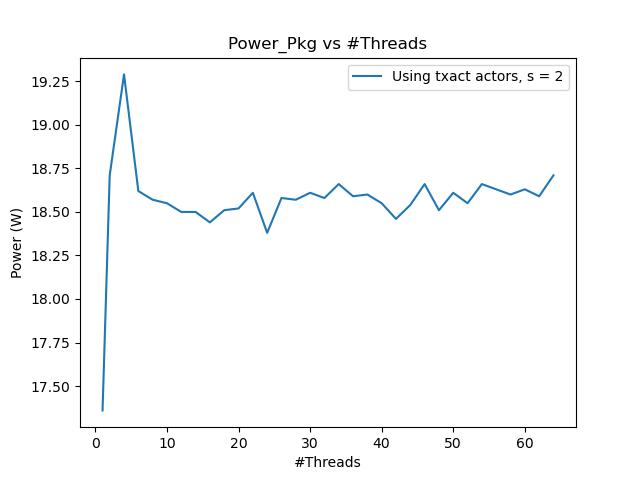 Power_Pkg vs #Threads
Using txact actors, s = 2
Power (W)
19.25
19.00
18.75
18.50
18.25
18.00
17.75
17.50
0 10 20 30 40 50 60
#Threads